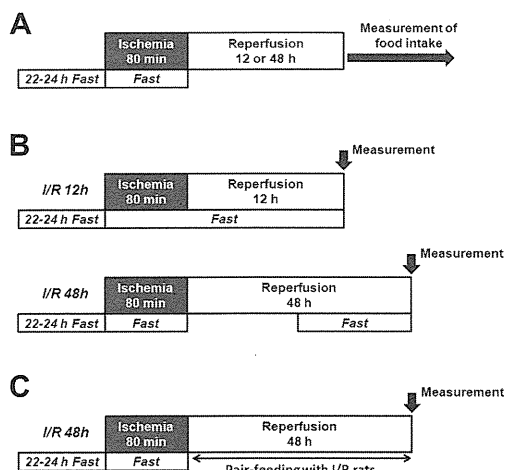 A
Measurement of
food intake
Ischemia
80 min
Reperfusion
12 or 48 h
22-24 h Fast
Fast
B
Measurement
I/R 12h
Ischemia
80 min
Reperfusion
12 h
22-24 h Fast
Fast
Measurement
I/R 48h
Ischemia
80 min
Reperfusion
48 h
22-24 h Fast
Fast
Fast
C
Measurement
I/R 48h
Ischemia
80 min
Reperfusion
48 h
22-24 h Fast
Fast
Pair-feeding with I/R rats